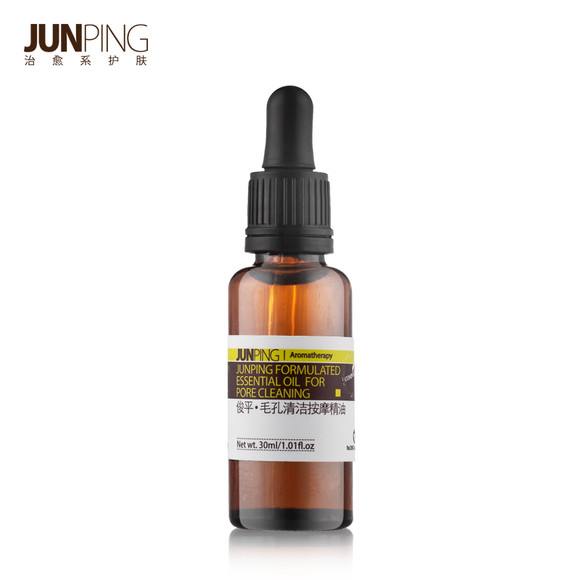 JUNPING
治愈系护肤
JUNPING | Aromatherapy
JUNPING FORMULATED
ESSENTIAL OIL FOR
PORE CLEANING
俊平•毛孔清洁按摩精油
Net wt. 30ml/1.01fl.oz